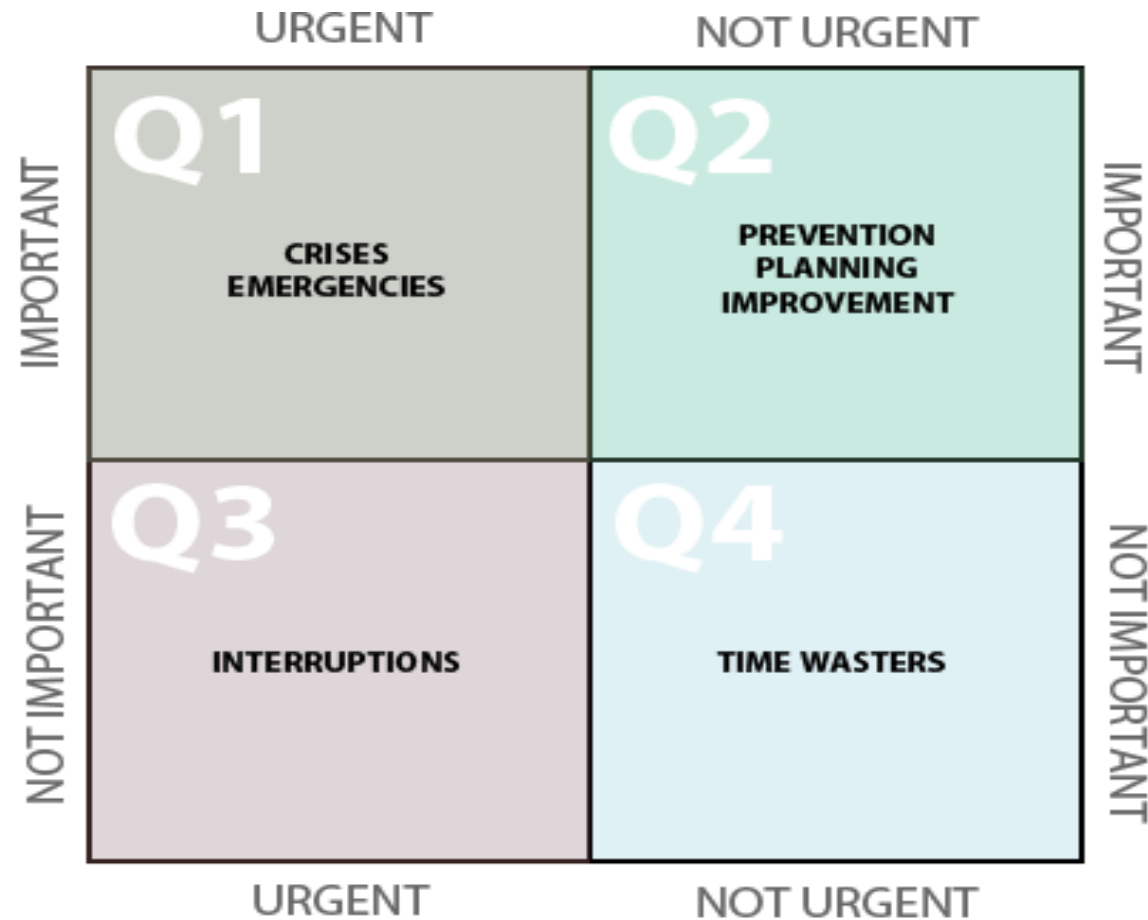 URGENT
NOT URGENT
IMPORTANT
Q1
CRISES
EMERGENCIES
Q2
PREVENTION
PLANNING
IMPROVEMENT
IMPORTANT
NOT IMPORTANT
Q3
INTERRUPTIONS
Q4
TIME WASTERS
NOT IMPORTANT
URGENT
NOT URGENT